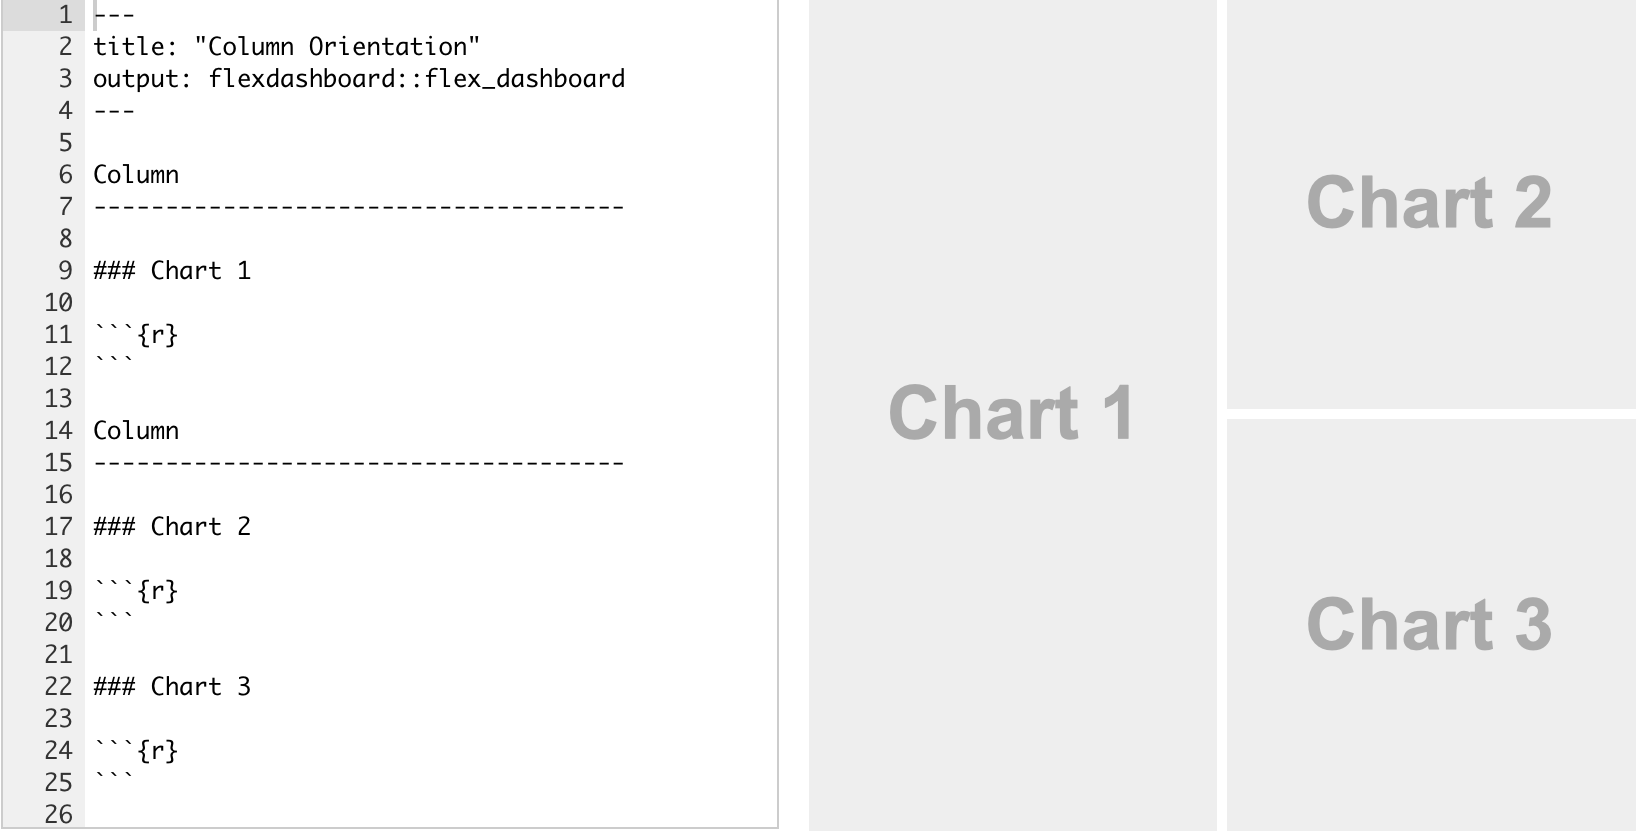 1 ---
2 title: "Column Orientation"
3 output: flexdashboard::flex_dashboard
4 ---
5
6 Column
7 -------------------------------------
8
9 ### Chart 1
10
11 ```{r}
12 ```
13
14 Column
15 -------------------------------------
16
17 ### Chart 2
18
19 ```{r}
20 ```
21
22 ### Chart 3
23
24 ```{r}
25 ```
26
Chart 1
Chart 2
Chart 3